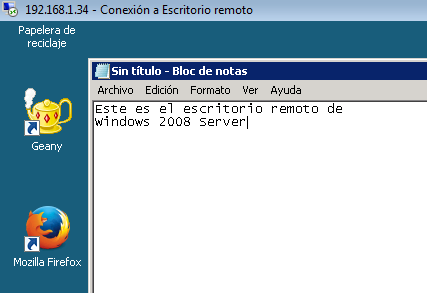 192.168.1.34 - Conexión a Escritorio remoto
Papelera de
reciclaje
Sin título - Bloc de notas
Archivo Edición Formato Ver Ayuda
Este es el escritorio remoto de
Windows 2008 Server
Geany
Mozilla Firefox